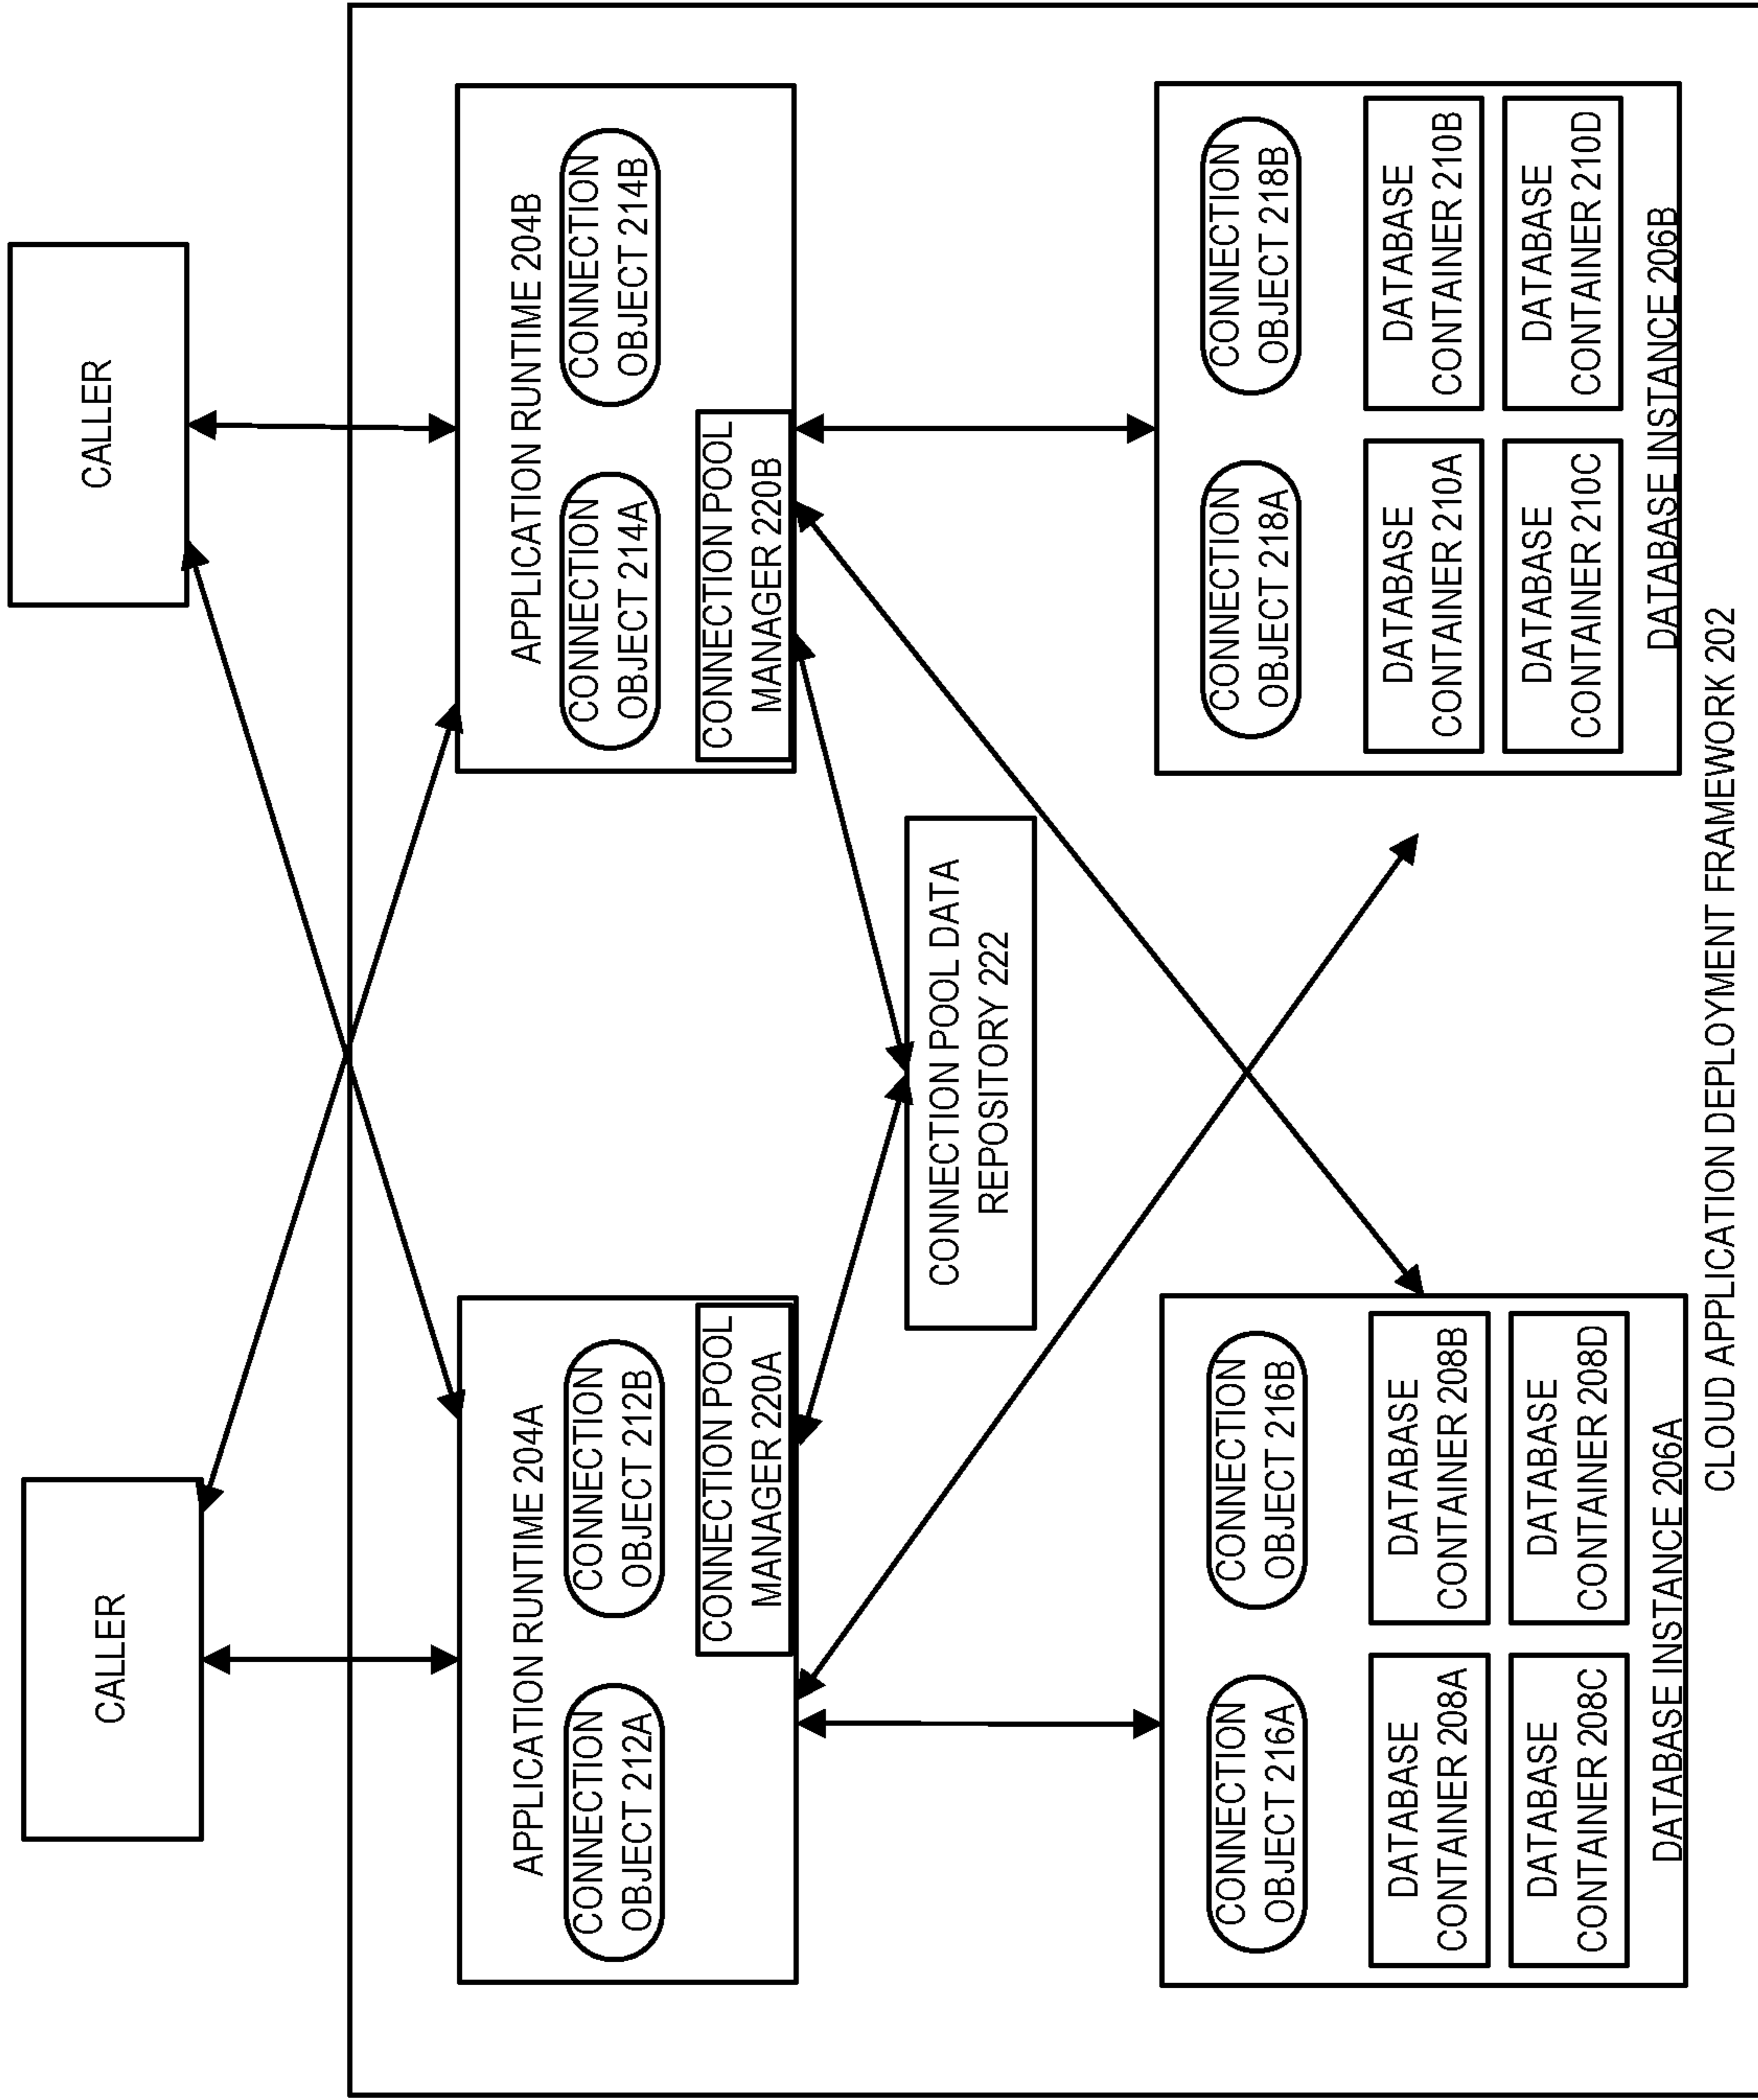 CALLER
CALLER
APPLICATION RUNTIME 204A
CONNECTION
OBJECT 212A
CONNECTION
OBJECT 212B
CONNECTION POOL
MANAGER 220A
APPLICATION RUNTIME 204B
CONNECTION
OBJECT 214A
CONNECTION
OBJECT 214B
CONNECTION POOL
MANAGER 220B
CONNECTION POOL DATA
REPOSITORY 222
CONNECTION
OBJECT 216A
CONNECTION
OBJECT 216B
DATABASE
CONTAINER 208A
DATABASE
CONTAINER 208B
DATABASE
CONTAINER 208C
DATABASE
CONTAINER 208D
DATABASE INSTANCE 206A
CONNECTION
OBJECT 218A
CONNECTION
OBJECT 218B
DATABASE
CONTAINER 210A
DATABASE
CONTAINER 210B
DATABASE
CONTAINER 210C
DATABASE
CONTAINER 210D
DATABASE INSTANCE 206B
CLOUD APPLICATION DEPLOYMENT FRAMEWORK 202